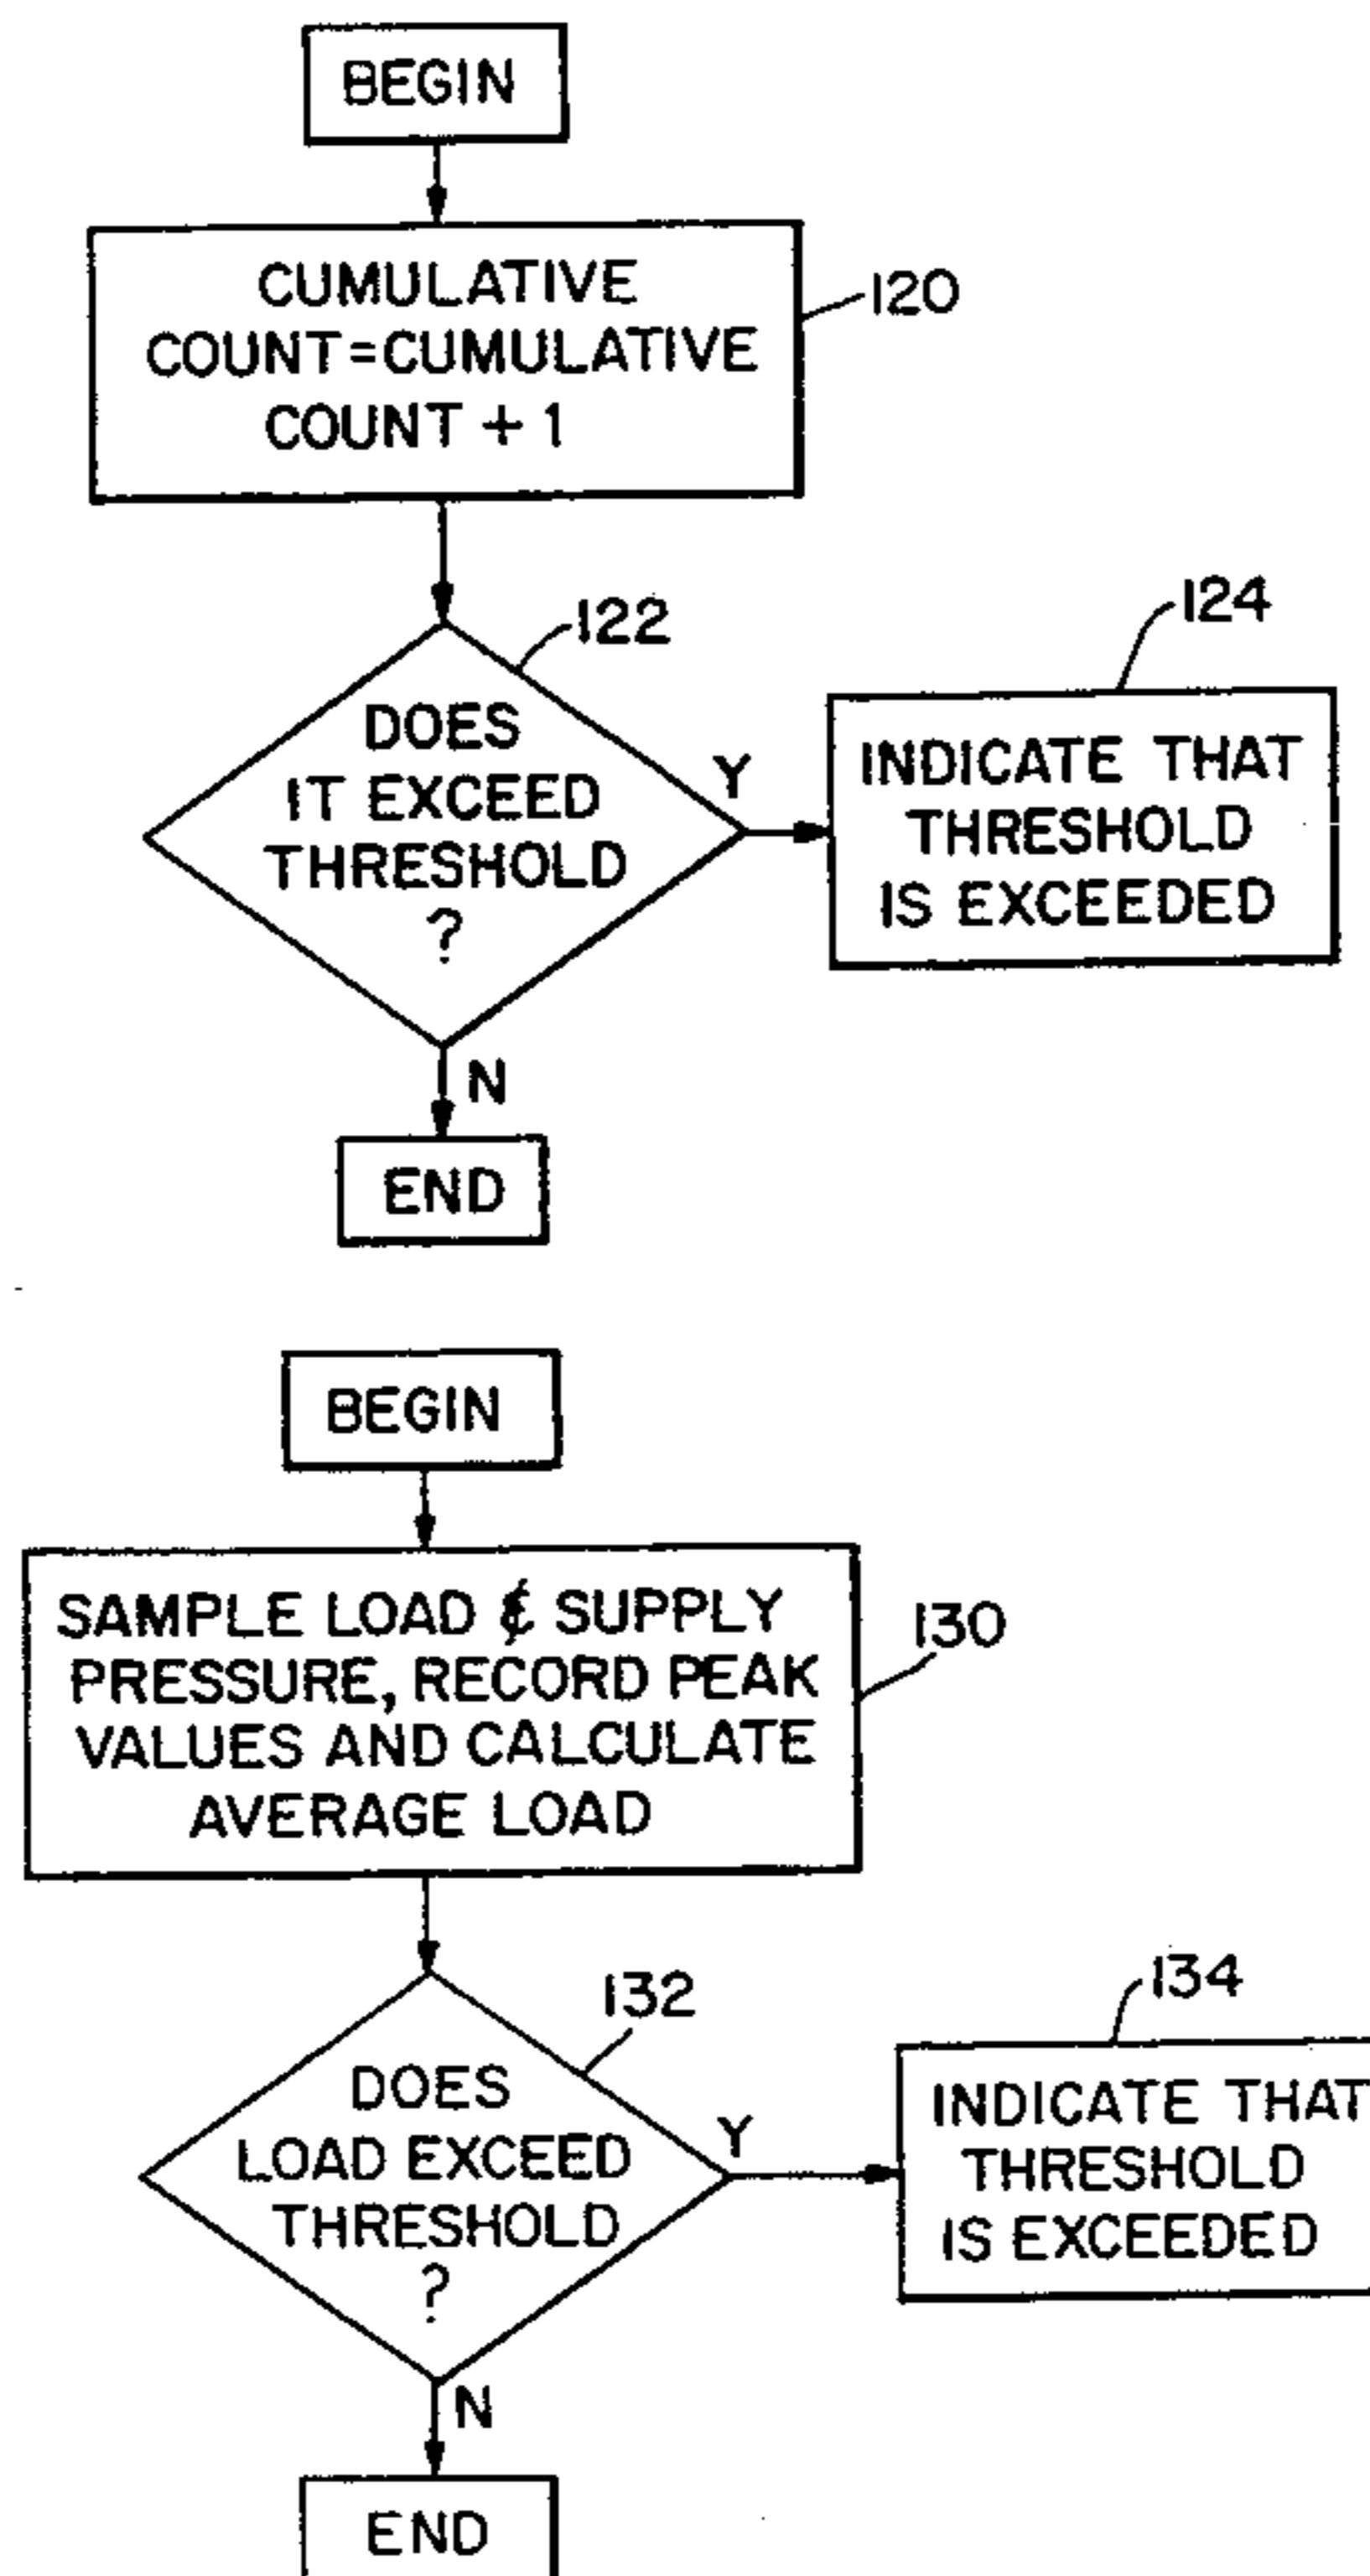 BEGIN
CUMULATIVE
COUNT=CUMULATIVE
COUNT + 1
120
122
DOES
IT EXCEED
THRESHOLD
?
Y
124
INDICATE THAT
THRESHOLD
IS EXCEEDED
N
END
BEGIN
SAMPLE LOAD & SUPPLY
PRESSURE, RECORD PEAK
VALUES AND CALCULATE
AVERAGE LOAD
130
132
DOES
LOAD EXCEED
THRESHOLD
?
Y
134
INDICATE THAT
THRESHOLD
IS EXCEEDED
N
END